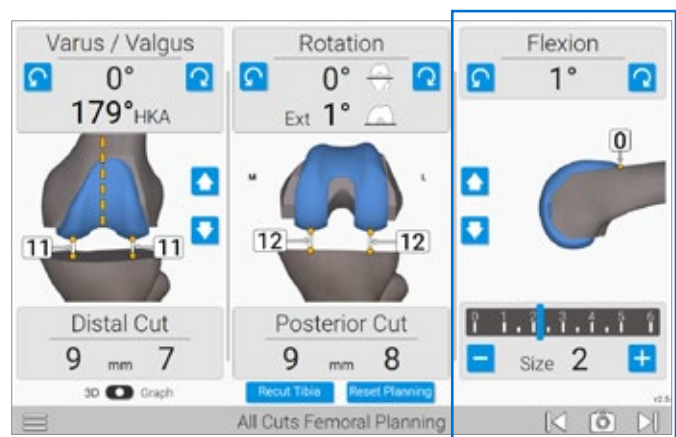 Varus / Valgus
0°
179°HKA
11 11
Distal Cut
9 mm 7
3D Graph
Rotation
0°
Ext 1°
M L
12 12
Posterior Cut
9 mm 8
Recut Tibia Reset Planning
Flexion
1°
0
0 1 2 3 4 5 6
Size 2
v2.5
All Cuts Femoral Planning